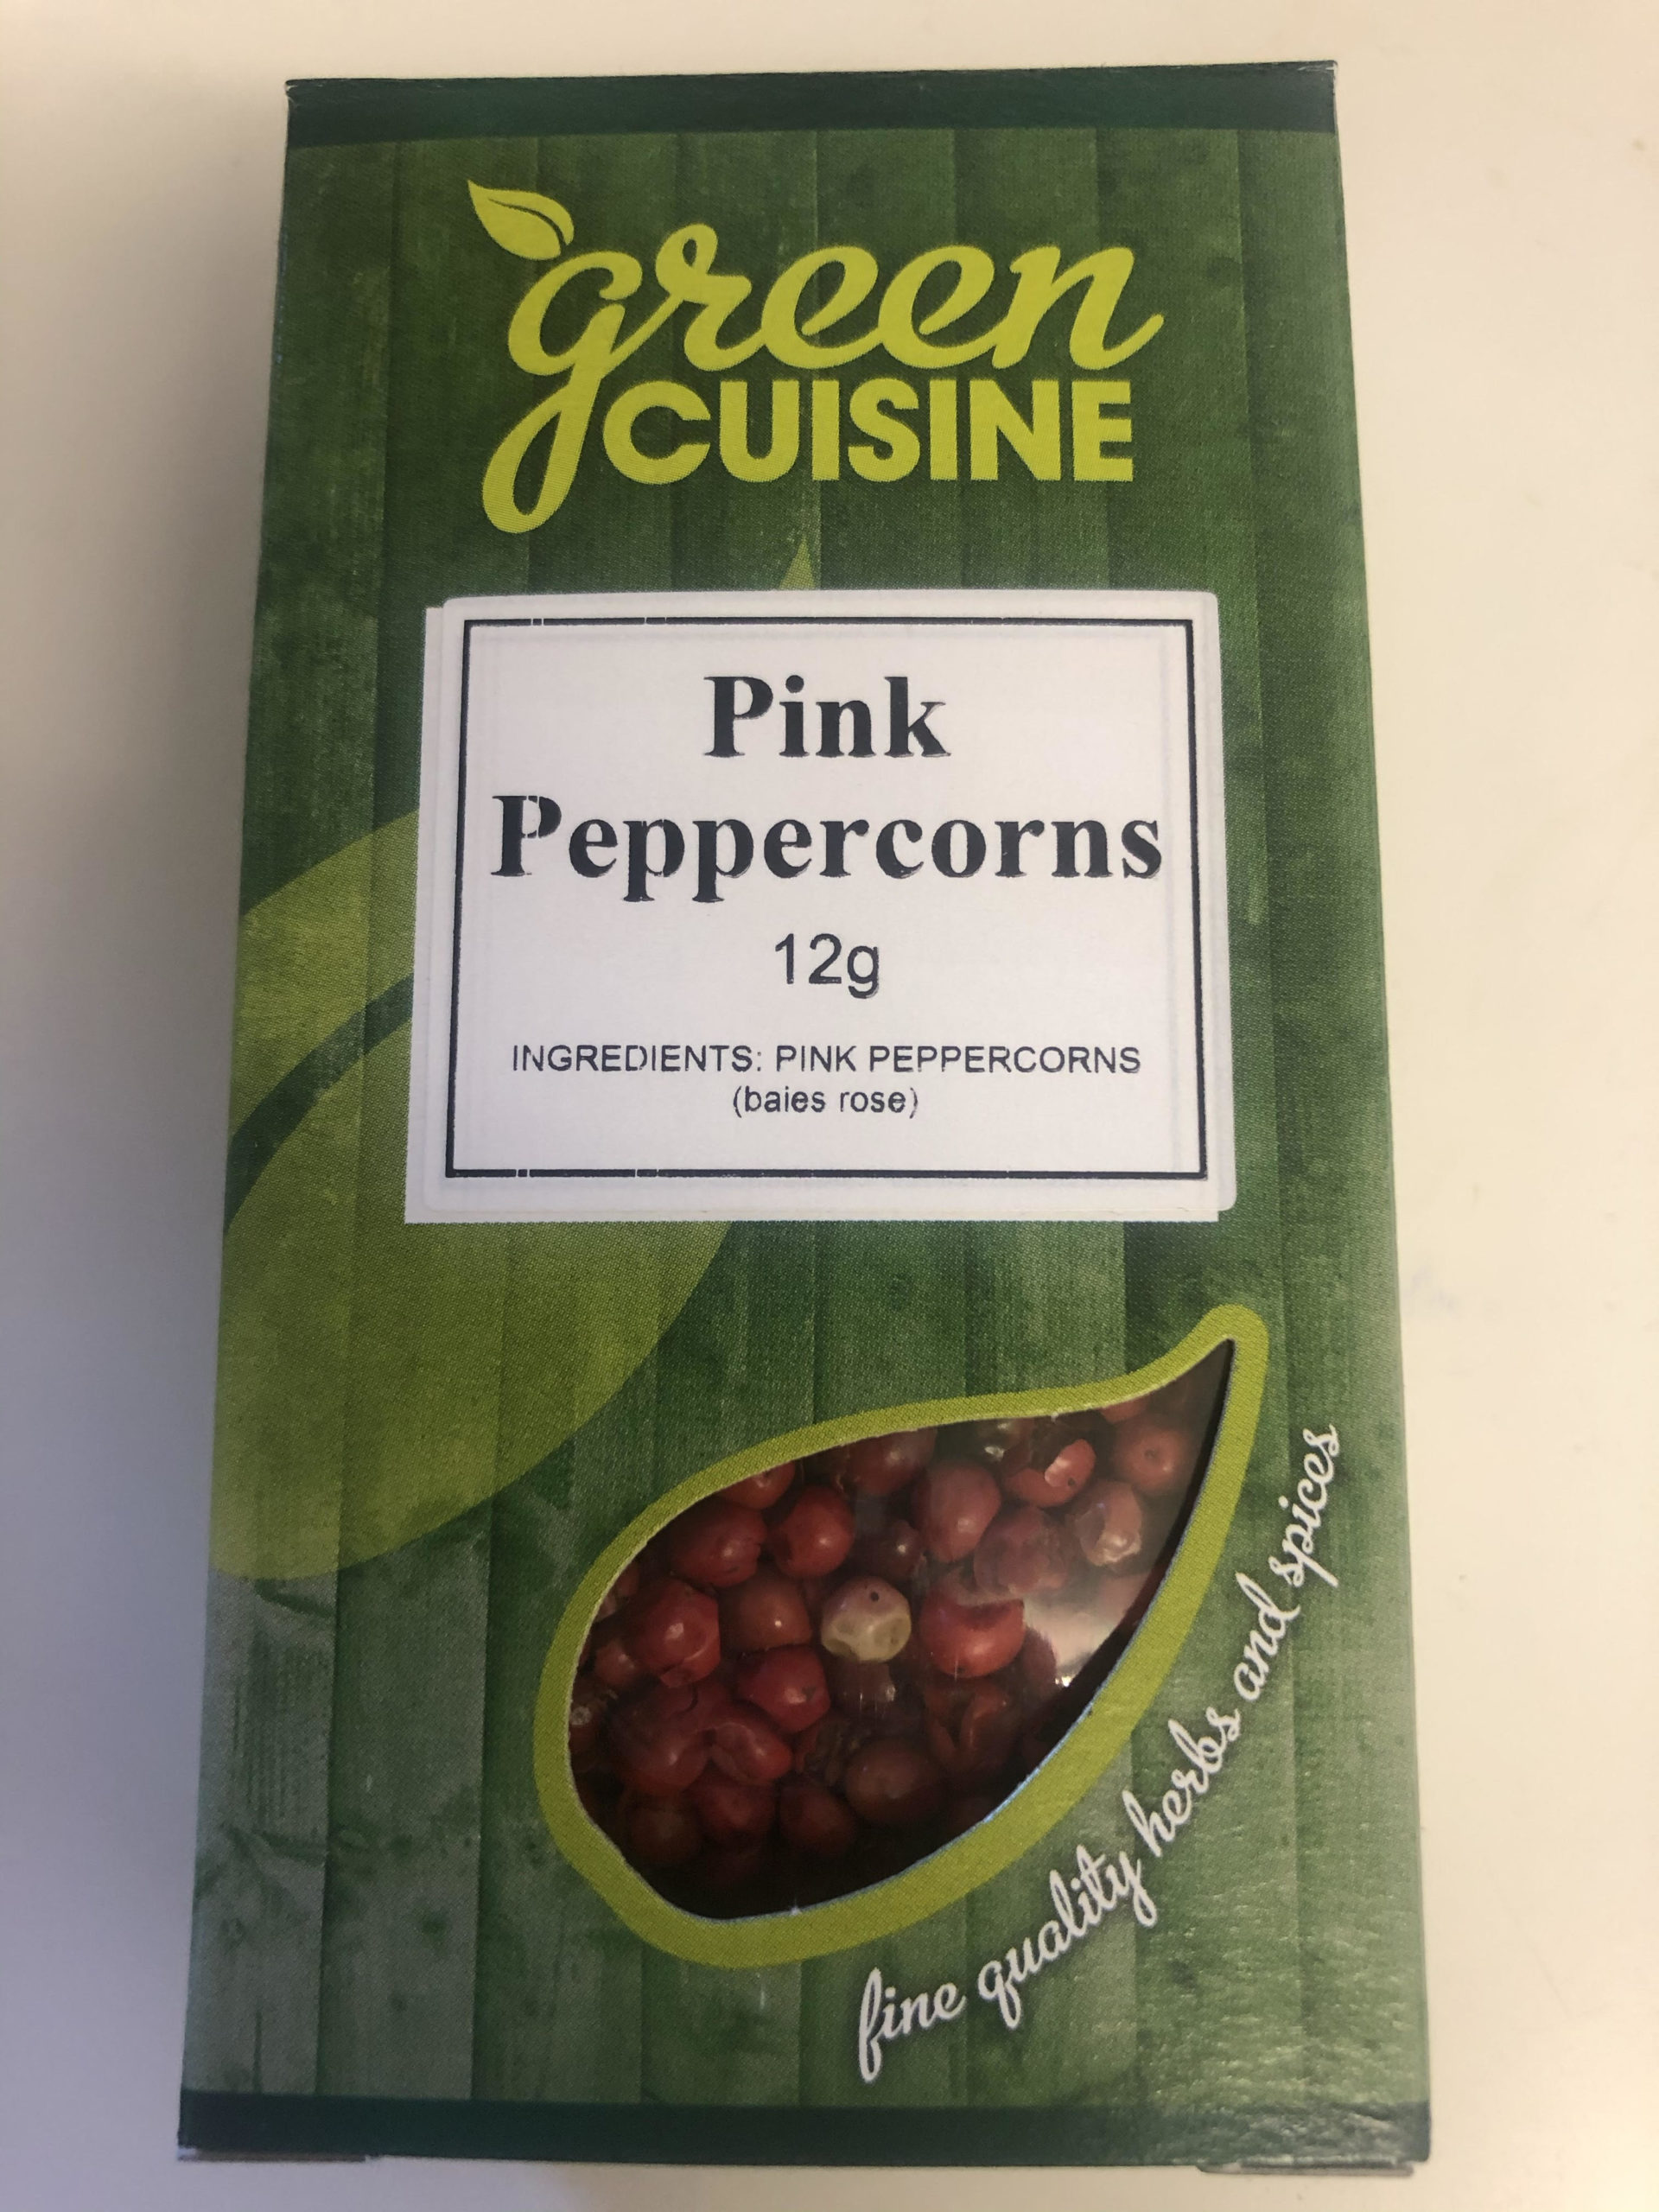 green
CUISINE
Pink
Peppercorns
12g
INGREDIENTS: PINK PEPPERCORNS
(baies rose)
fine quality herbs and spices